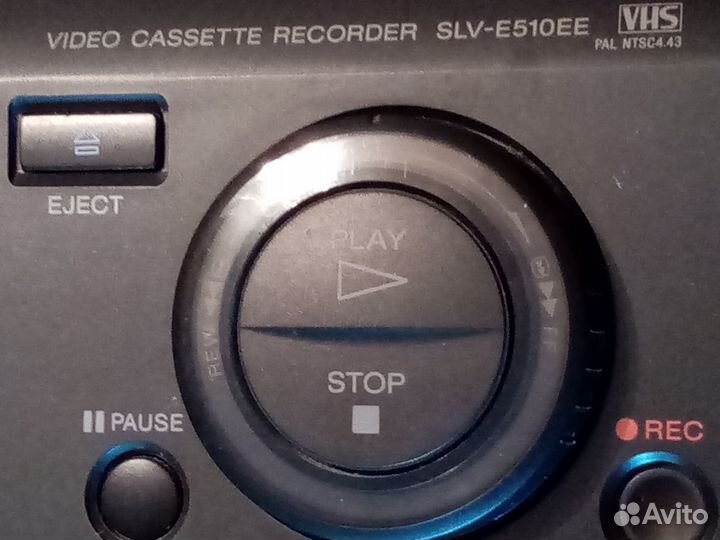 VIDEO CASSETTE RECORDER SLV-E510EE VHS
PAL NTSC4.43
EJECT
PLAY
REW
FF
STOP
PAUSE
REC
Avito